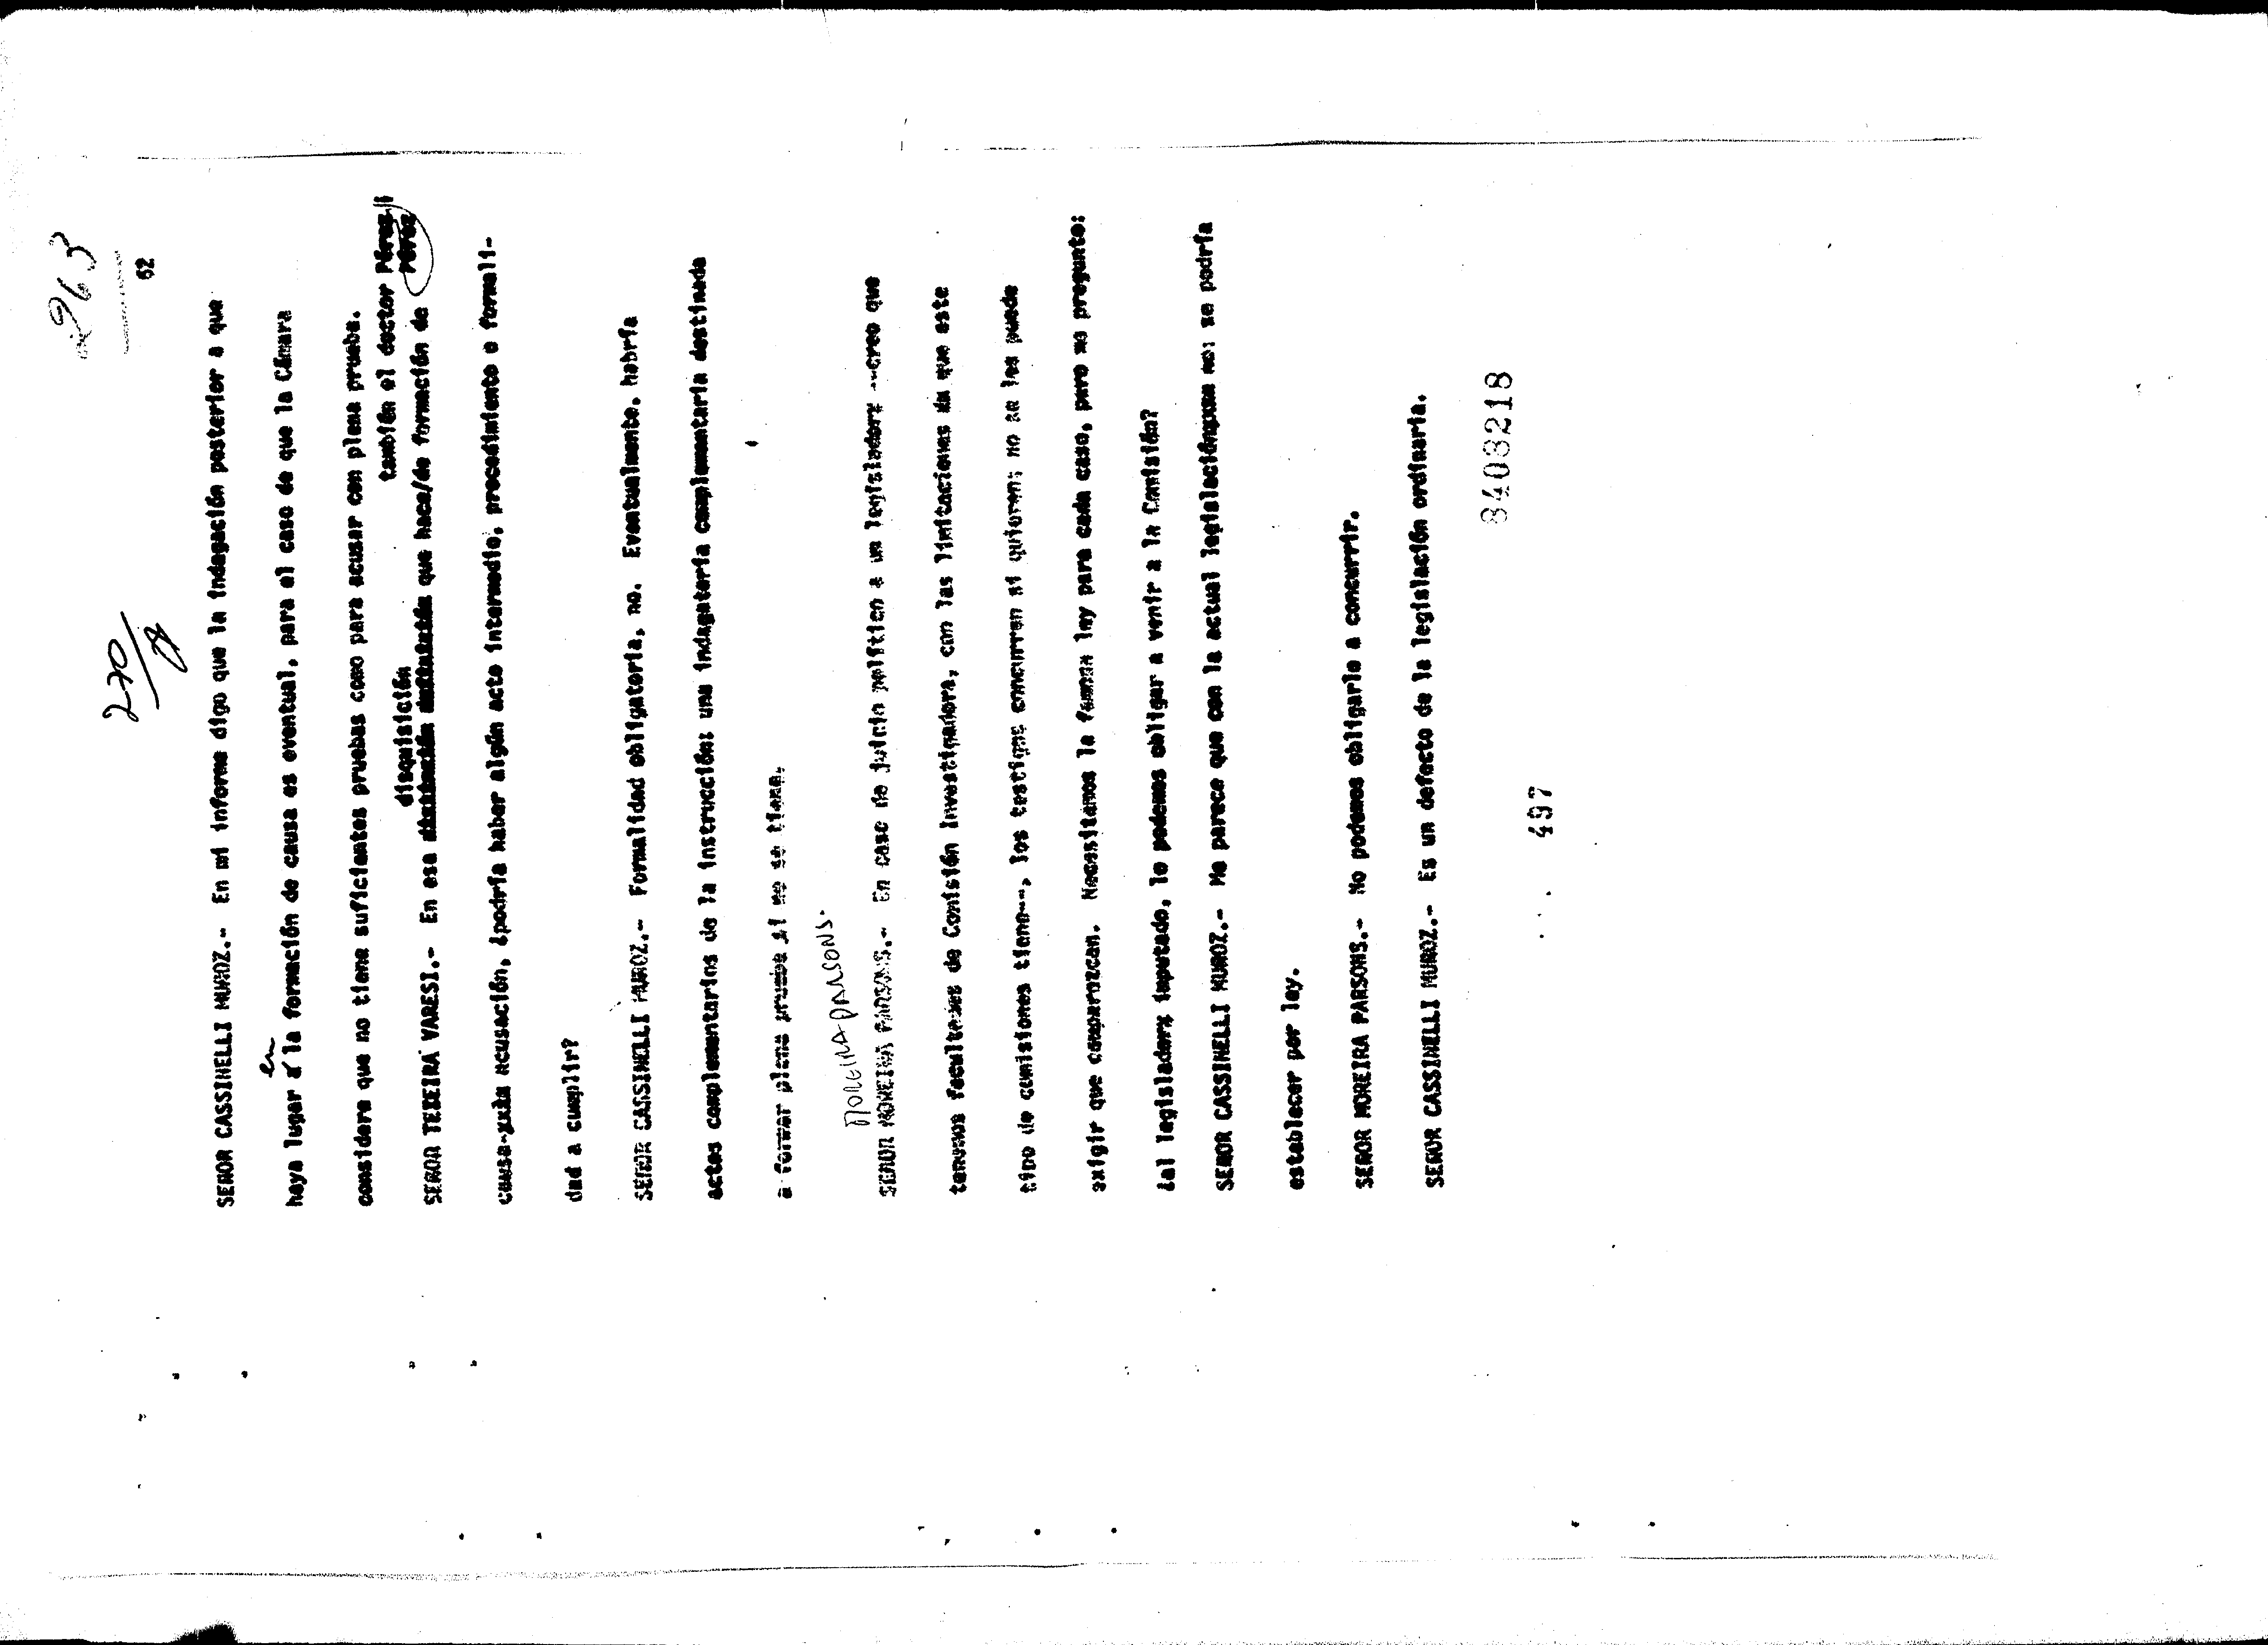 270
2963
62
SEÑOR CASSINELLI MUÑOZ.- En mi informe digo que la indagación posterior a que
en
haya lugar a la formación de causa es eventual, para el caso de que la Cámara
considere que no tiene suficientes pruebas como para acusar con plena prueba.
disquisición también el doctor Pérez
SEÑOR TEXEIRA VARESI.- En esa que hace/de formación de Pérez
causa-xxix acusación, ¿podría haber algún acto intermedio, procedimiento o formali-
dad a cumplir?
SEÑOR CASSINELLI MUÑOZ.- Formalidad obligatoria, no. Eventualmente, habría
actos complementarios de la instrucción: una indagatoria complementaria destinada
a formar plena prueba si no se tiene.
MOREIRA PARSONS.
SEÑOR MOREIRA PARSONS.- En caso de juicio político a un legislador --creo que
tenemos facultades de Comisión Investigadora, con las limitaciones que este
tipo de comisiones tiene--, los testigos concurren si quieren; no se les puede
exigir que comparezcan. Necesitamos la famosa ley para cada caso, pero me pregunto:
¿al legislador imputado, lo podemos obligar a venir a la Comisión?
SEÑOR CASSINELLI MUÑOZ.- Me parece que con la actual legislación no; se podría
establecer por ley.
SEÑOR MOREIRA PARSONS.- No podemos obligarlo a concurrir.
SEÑOR CASSINELLI MUÑOZ.- Es un defecto de la legislación ordinaria.
8408218
497